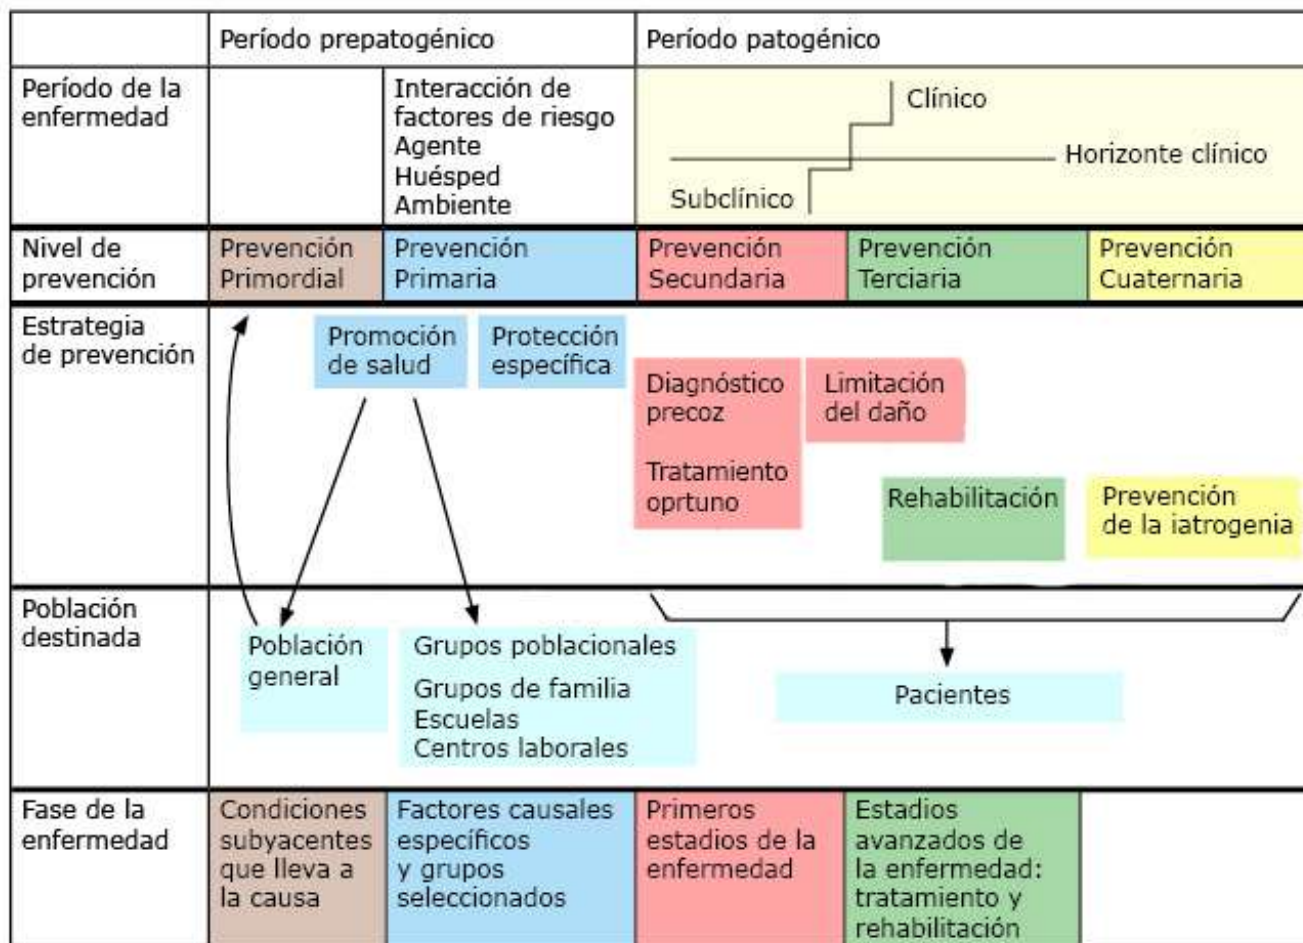 Período prepatogénico
Período patogénico
Período de la
enfermedad
Interacción de
factores de riesgo
Agente
Huésped
Ambiente
Clínico
Horizonte clínico
Subclínico
Nivel de
prevención
Prevención
Primordial
Prevención
Primaria
Prevención
Secundaria
Prevención
Terciaria
Prevención
Cuaternaria
Estrategia
de prevención
Promoción
de salud
Protección
específica
Diagnóstico
precoz
Tratamiento
oprtuno
Limitación
del daño
Rehabilitación
Prevención
de la iatrogenia
Población
destinada
Población
general
Grupos poblacionales
Grupos de familia
Escuelas
Centros laborales
Pacientes
Fase de la
enfermedad
Condiciones
subyacentes
que lleva a
la causa
Factores causales
específicos
y grupos
seleccionados
Primeros
estadios de la
enfermedad
Estadios
avanzados de
la enfermedad:
tratamiento y
rehabilitación